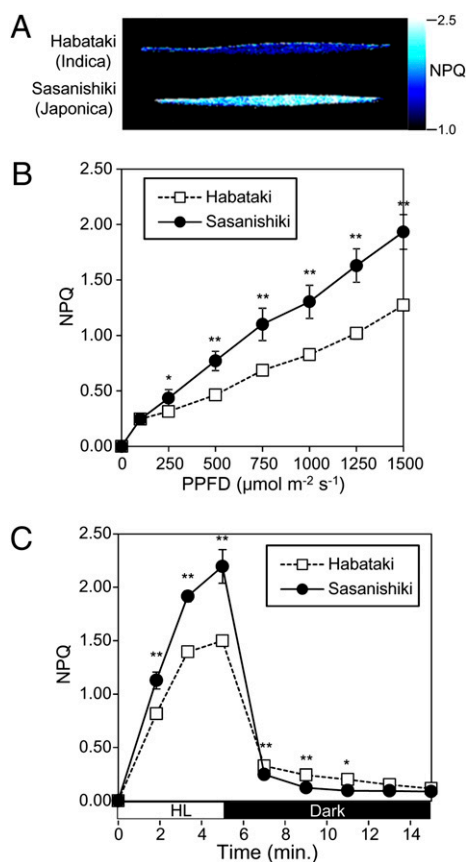 A
Habataki
(Indica)
Sasanishiki
(Japonica)
2.5
NPQ
1.0
B
2.50
2.00
1.50
1.00
0.50
0.00
NPQ
Habataki
Sasanishiki
*
**
**
**
**
**
0
250
500
750
1000
1250
1500
PPFD (μmol m⁻² s⁻¹)
C
2.50
2.00
1.50
1.00
0.50
0.00
NPQ
Habataki
Sasanishiki
**
**
**
**
**
*
HL
Dark
0
2
4
6
8
10
12
14
Time (min.)